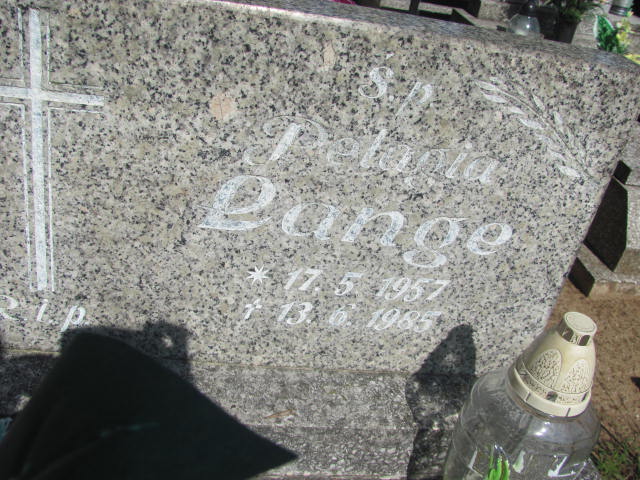 Ś.p.
Pelagia
Lange
* 17. 5. 1957
† 13. 6. 1985
R i p